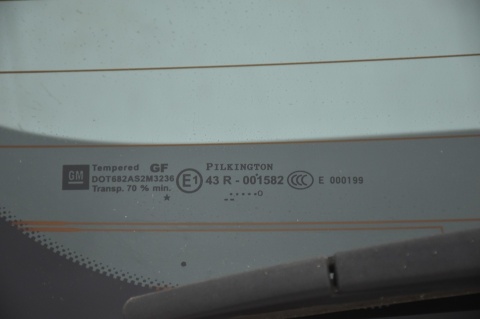 GM
Tempered GF
DOT682AS2M3236
Transp. 70 % min.
PILKINGTON
E1 43 R - 001582 CCC E 000199